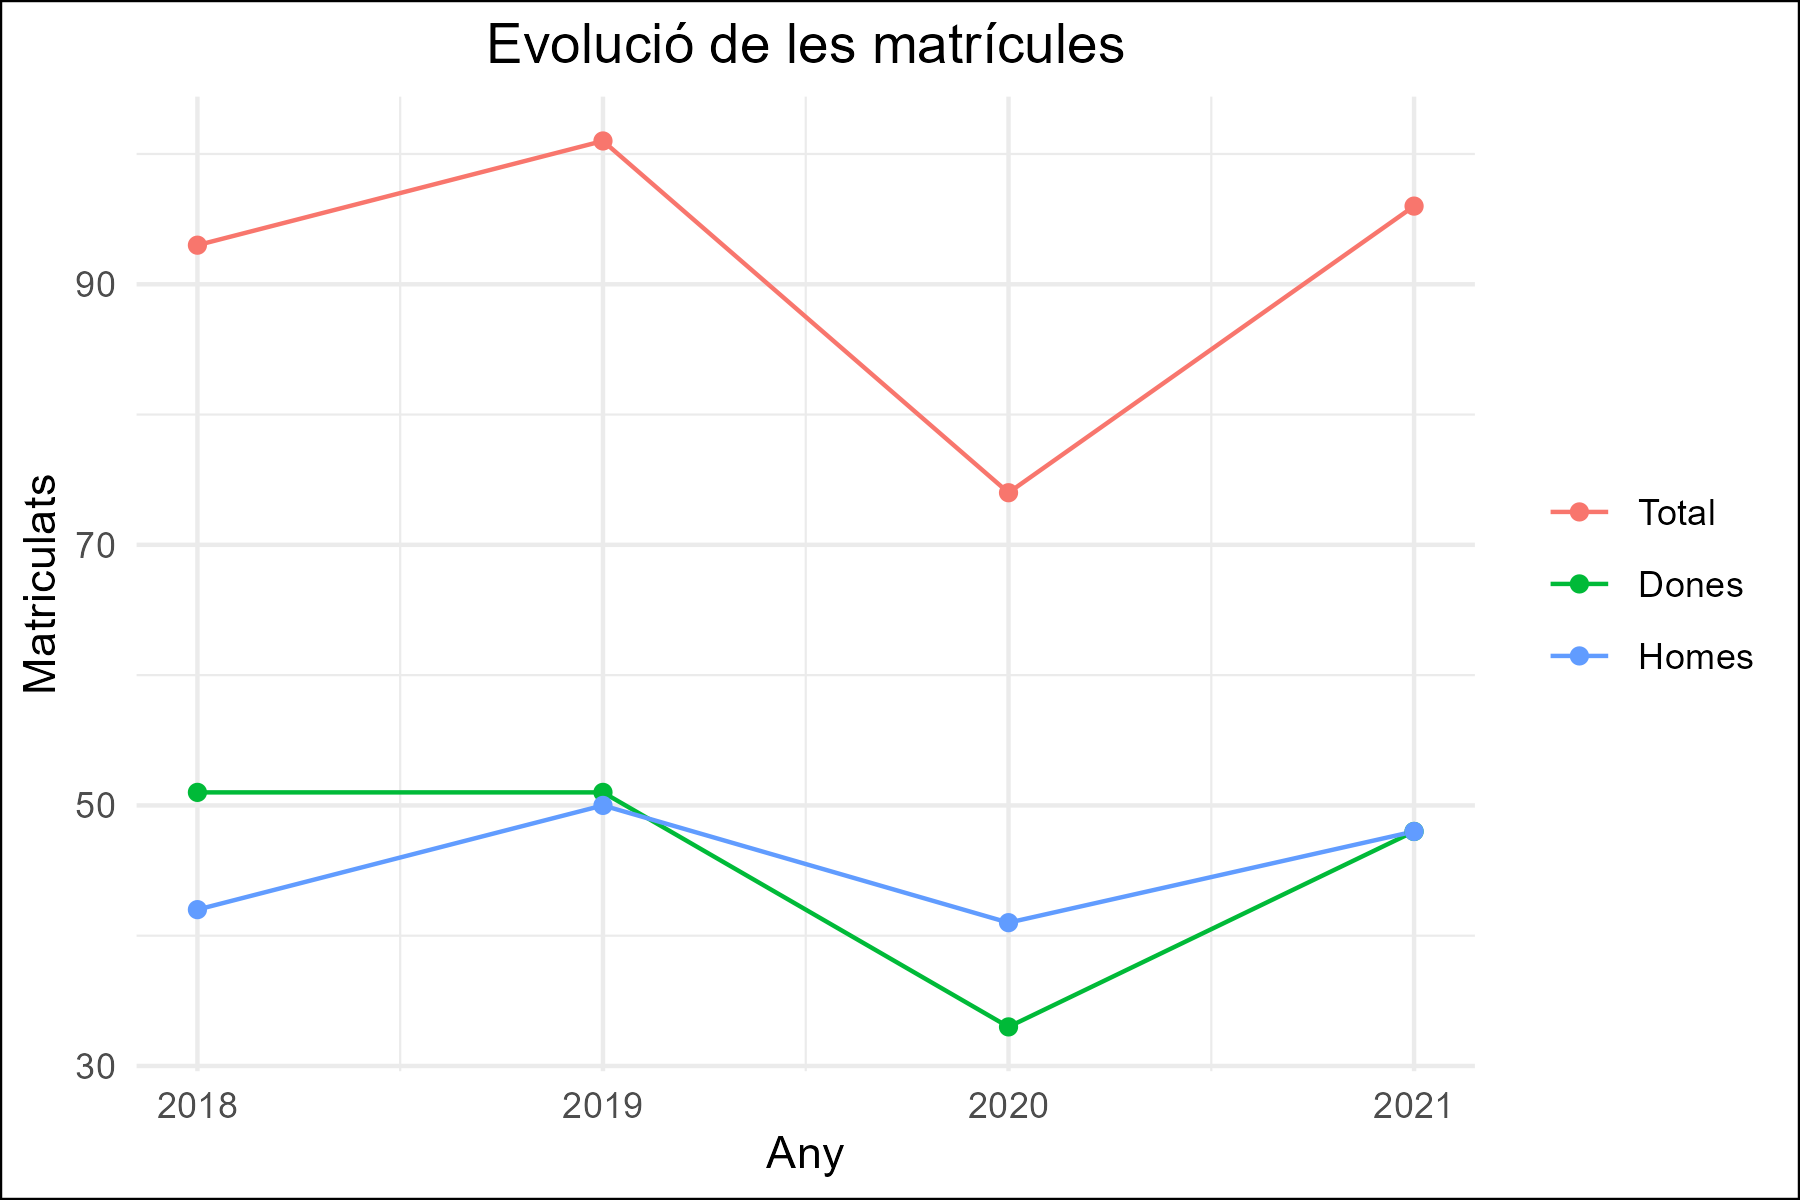 Evolució de les matrícules
Matriculats
90
70
50
30
2018
2019
2020
2021
Any
Total
Dones
Homes